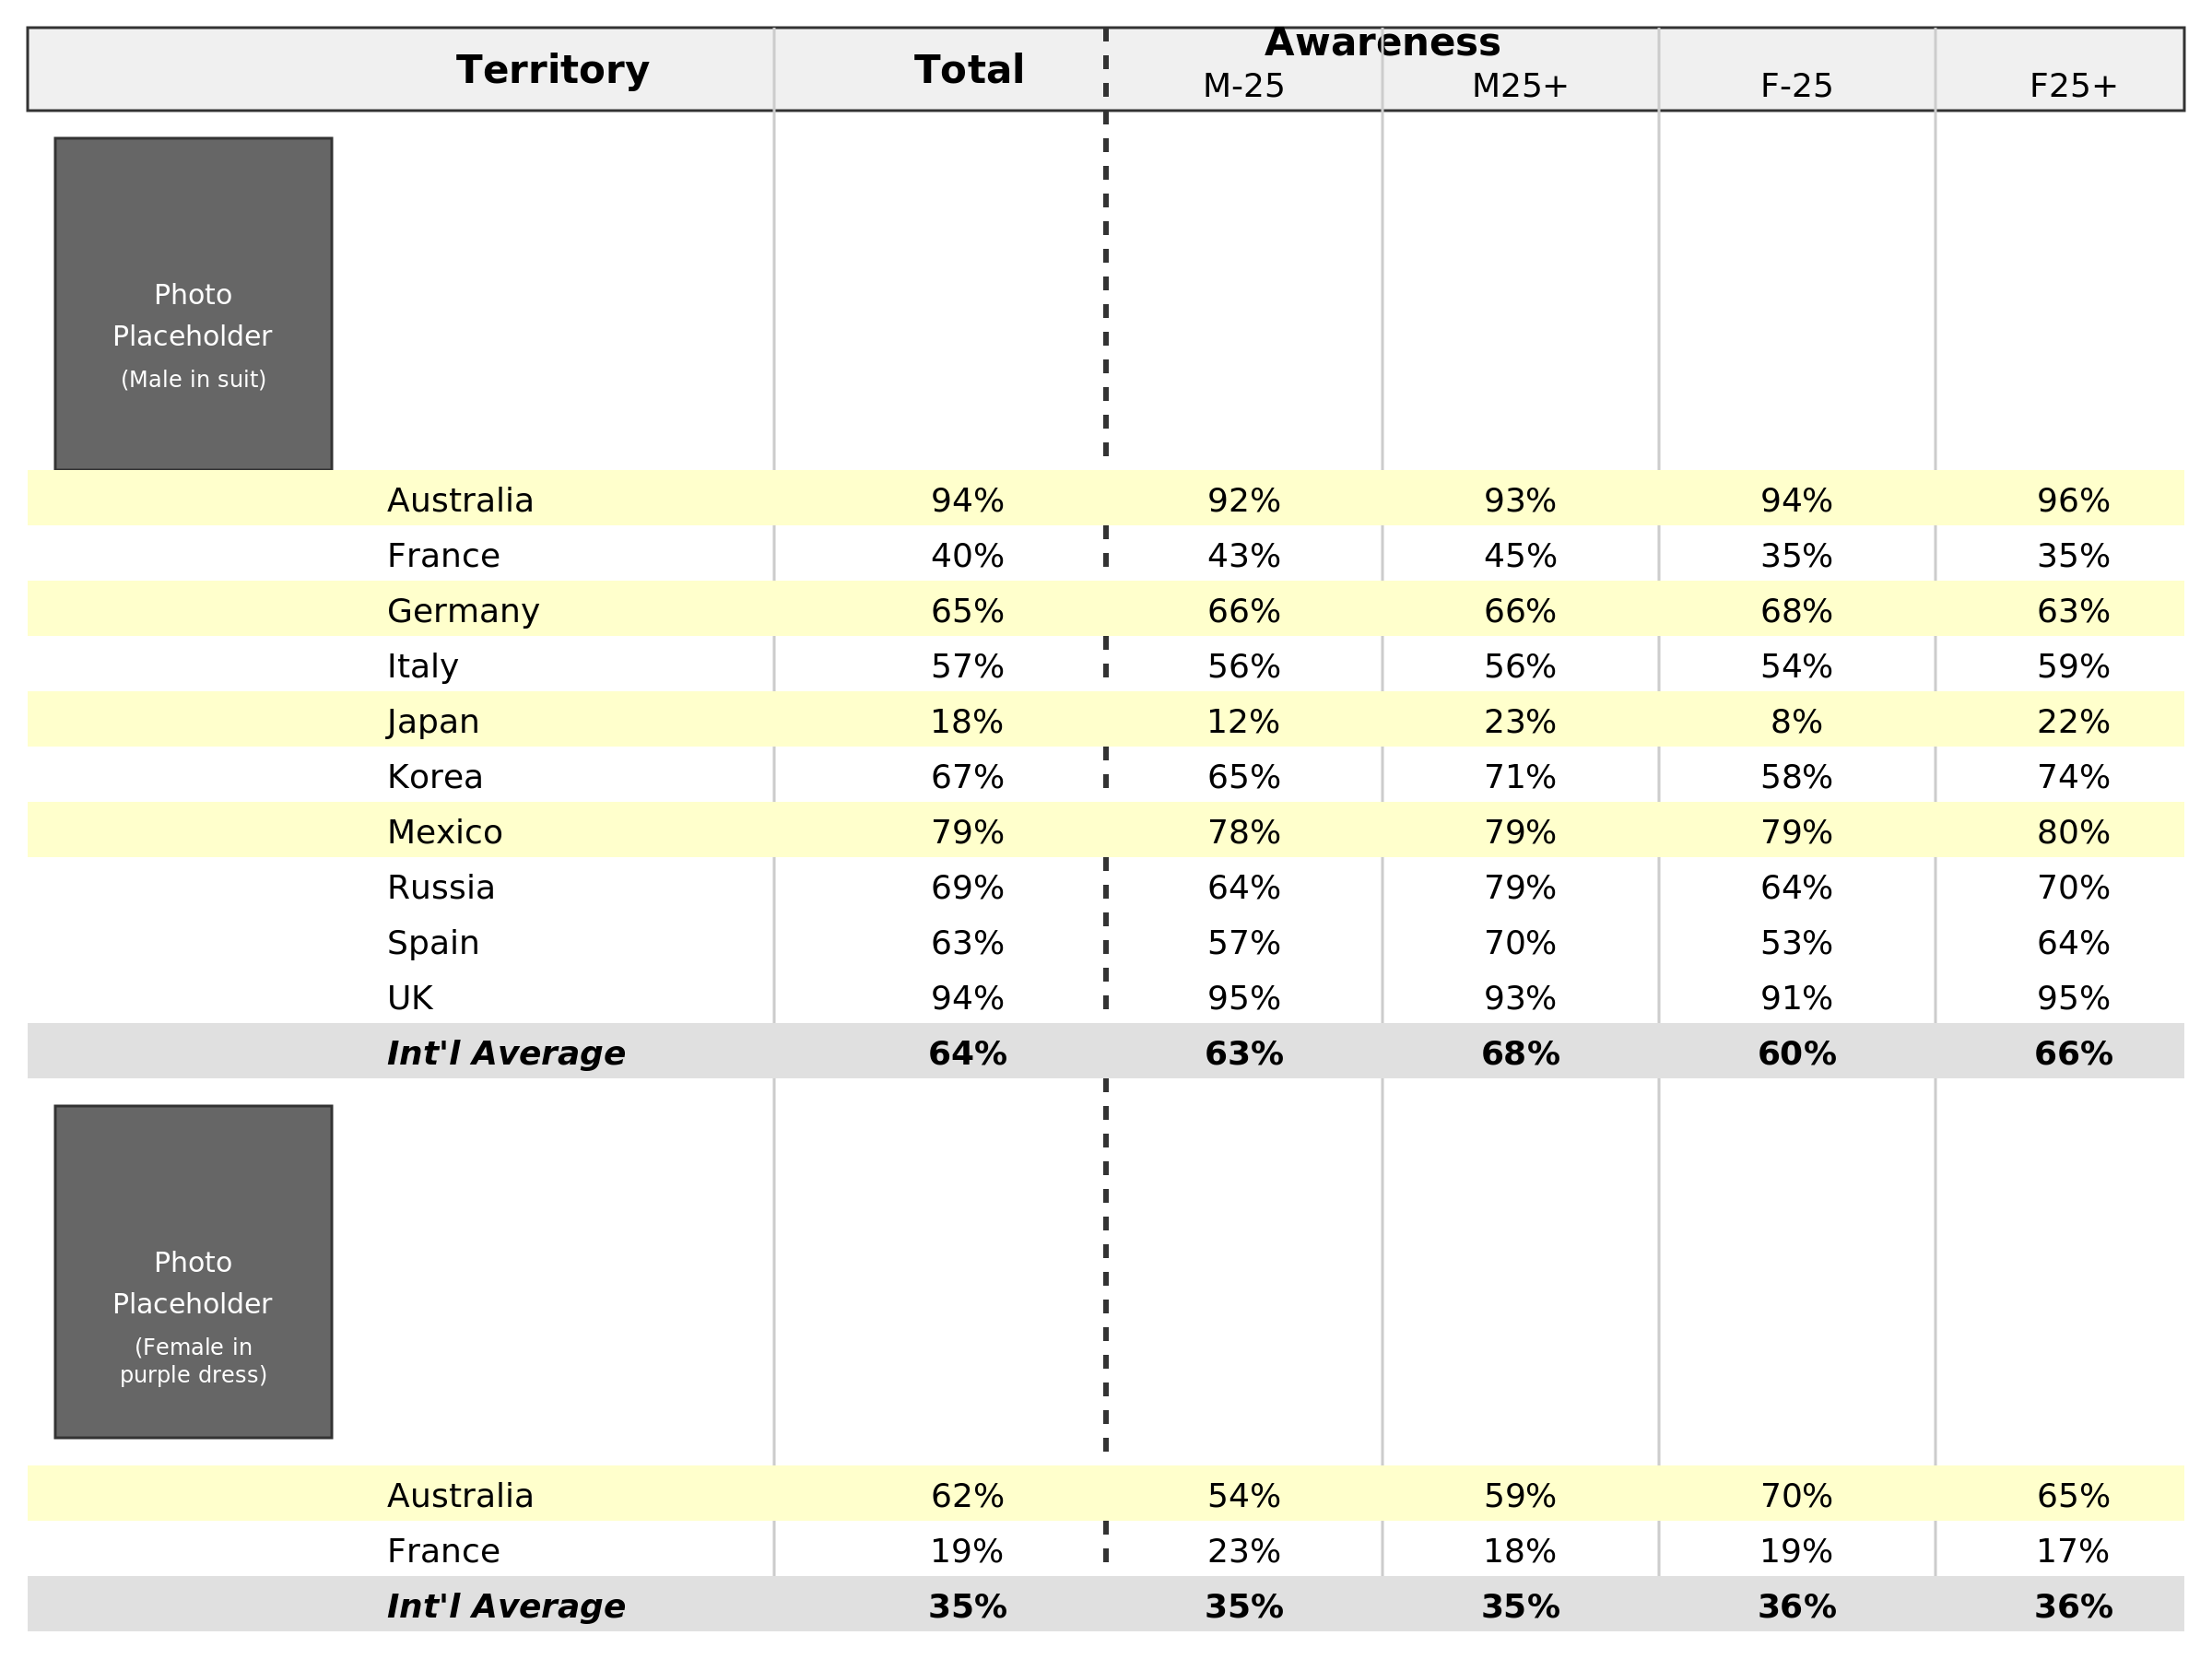 Awareness
Territory Total M-25 M25+ F-25 F25+
Photo
Placeholder
(Male in suit)
Australia 94% 92% 93% 94% 96%
France 40% 43% 45% 35% 35%
Germany 65% 66% 66% 68% 63%
Italy 57% 56% 56% 54% 59%
Japan 18% 12% 23% 8% 22%
Korea 67% 65% 71% 58% 74%
Mexico 79% 78% 79% 79% 80%
Russia 69% 64% 79% 64% 70%
Spain 63% 57% 70% 53% 64%
UK 94% 95% 93% 91% 95%
Int'l Average 64% 63% 68% 60% 66%
Photo
Placeholder
(Female in
purple dress)
Australia 62% 54% 59% 70% 65%
France 19% 23% 18% 19% 17%
Int'l Average 35% 35% 35% 36% 36%